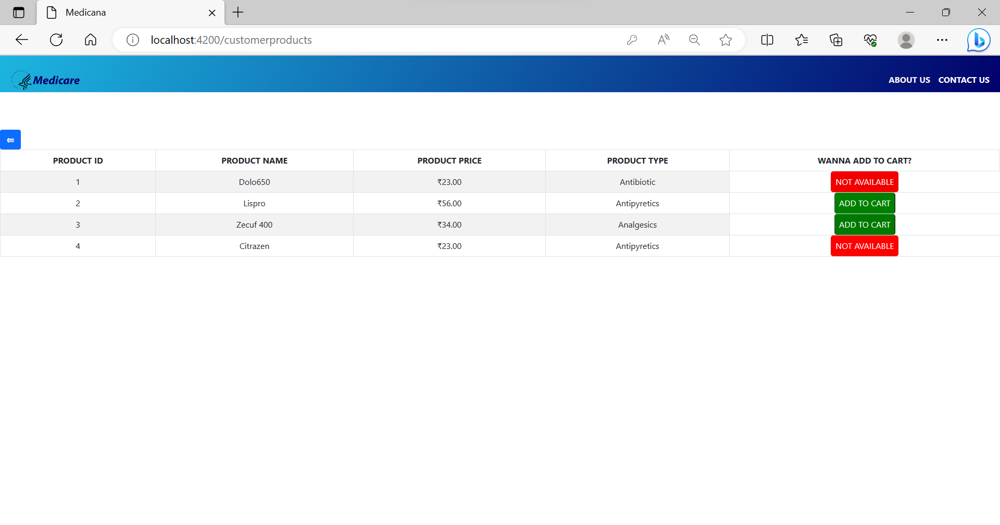 Medicana
localhost:4200/customerproducts
Medicare
ABOUT US CONTACT US
PRODUCT ID PRODUCT NAME PRODUCT PRICE PRODUCT TYPE WANNA ADD TO CART?
1 Dolo650 ₹23.00 Antibiotic NOT AVAILABLE
2 Lispro ₹56.00 Antipyretics ADD TO CART
3 Zecuf 400 ₹34.00 Analgesics ADD TO CART
4 Citrazen ₹23.00 Antipyretics NOT AVAILABLE